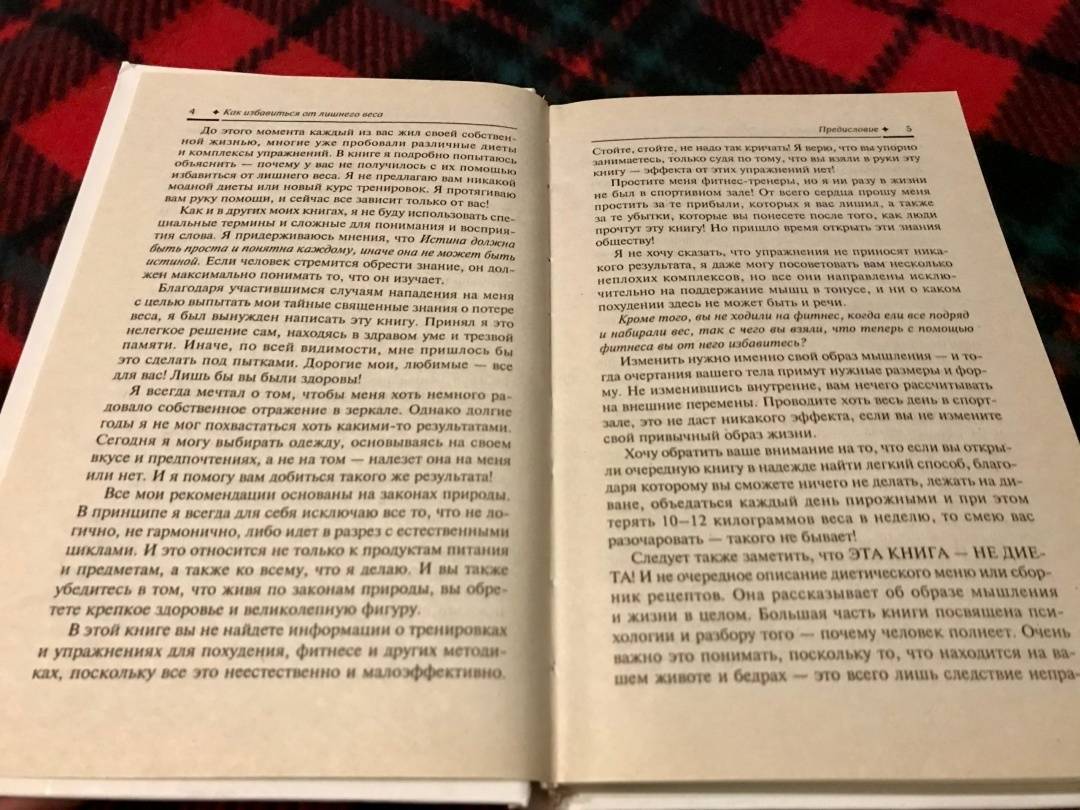 4 ✦ Как избавиться от лишнего веса
До этого момента каждый из вас жил своей собствен-
ной жизнью, многие уже пробовали различные диеты
и комплексы упражнений. В книге я подробно попытаюсь
объяснить — почему у вас не получилось с их помощью
избавиться от лишнего веса. Я не предлагаю вам никакой
модной диеты или новый курс тренировок. Я протягиваю
вам руку помощи, и сейчас все зависит только от вас!
Как и в других моих книгах, я не буду использовать спе-
циальные термины и сложные для понимания и восприя-
тия слова. Я придерживаюсь мнения, что Истина должна
быть проста и понятна каждому, иначе она не может быть
истиной. Если человек стремится обрести знание, он дол-
жен максимально понимать то, что он изучает.
Благодаря участившимся случаям нападения на меня
с целью выпытать мои тайные священные знания о потере
веса, я был вынужден написать эту книгу. Принял я это
нелегкое решение сам, находясь в здравом уме и трезвой
памяти. Иначе, по всей видимости, мне пришлось бы
это сделать под пытками. Дорогие мои, любимые — все
для вас! Лишь бы вы были здоровы!
Я всегда мечтал о том, чтобы меня хоть немного ра-
довало собственное отражение в зеркале. Однако долгие
годы я не мог похвастаться хоть какими-то результатами.
Сегодня я могу выбирать одежду, основываясь на своем
вкусе и предпочтениях, а не на том — налезет она на меня
или нет. И я помогу вам добиться такого же результата!
Все мои рекомендации основаны на законах природы.
В принципе я всегда для себя исключаю все то, что не ло-
гично, не гармонично, либо идет в разрез с естественными
циклами. И это относится не только к продуктам питания
и предметам, а также ко всему, что я делаю. И вы также
убедитесь в том, что живя по законам природы, вы обре-
тете крепкое здоровье и великолепную фигуру.
В этой книге вы не найдете информации о тренировках
и упражнениях для похудения, фитнесе и других методи-
ках, поскольку все это неестественно и малоэффективно.
Предисловие ✦ 5
Стойте, стойте, не надо так кричать! Я верю, что вы упорно
занимаетесь, только судя по тому, что вы взяли в руки эту
книгу — эффекта от этих упражнений нет!
Простите меня фитнес-тренеры, но я ни разу в жизни
не был в спортивном зале! От всего сердца прошу меня
простить за те прибыли, которых я вас лишил, а также
за те убытки, которые вы понесете после того, как люди
прочтут эту книгу! Но пришло время открыть эти знания
обществу!
Я не хочу сказать, что упражнения не приносят ника-
кого результата, я даже могу посоветовать вам несколько
неплохих комплексов, но все они направлены исклю-
чительно на поддержание мышц в тонусе, и ни о каком
похудении здесь не может быть и речи.
Кроме того, вы не ходили на фитнес, когда ели все подряд
и набирали вес, так с чего вы взяли, что теперь с помощью
фитнеса вы от него избавитесь?
Изменить нужно именно свой образ мышления — и то-
гда очертания вашего тела примут нужные размеры и фор-
му. Не изменившись внутренне, вам нечего рассчитывать
на внешние перемены. Проводите хоть весь день в спорт-
зале, это не даст никакого эффекта, если вы не измените
свой привычный образ жизни.
Хочу обратить ваше внимание на то, что если вы откры-
ли очередную книгу в надежде найти легкий способ, благо-
даря которому вы сможете ничего не делать, лежать на ди-
ване, объедаться каждый день пирожными и при этом
терять 10—12 килограммов веса в неделю, то смею вас
разочаровать — такого не бывает!
Следует также заметить, что ЭТА КНИГА — НЕ ДИЕ-
ТА! И не очередное описание диетического меню или сбор-
ник рецептов. Она рассказывает об образе мышления
и жизни в целом. Большая часть книги посвящена пси-
хологии и разбору того — почему человек полнеет. Очень
важно это понимать, поскольку то, что находится на ва-
шем животе и бедрах — это всего лишь следствие непра-